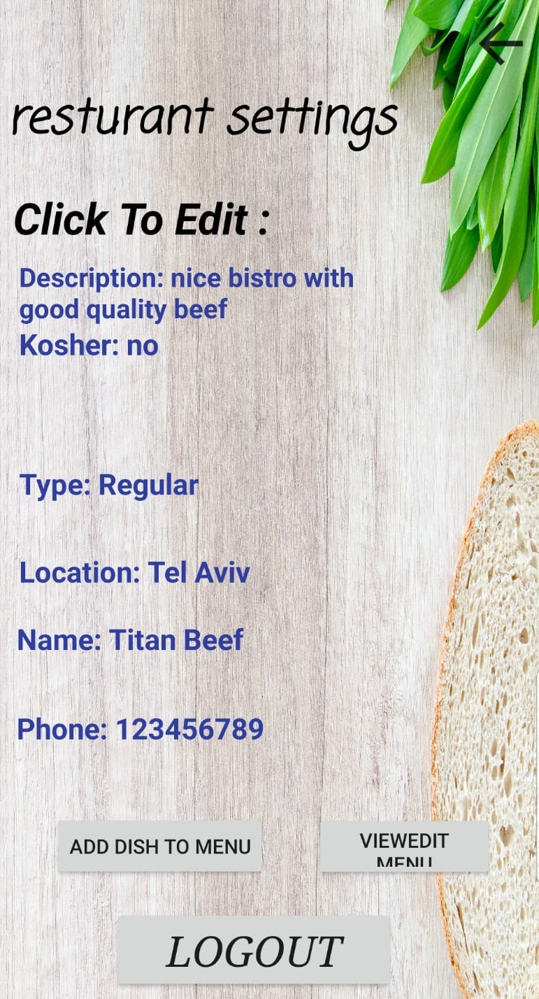 resturant settings
Click To Edit :
Description: nice bistro with
good quality beef
Kosher: no
Type: Regular
Location: Tel Aviv
Name: Titan Beef
Phone: 123456789
ADD DISH TO MENU
VIEWEDIT
MENU
LOGOUT